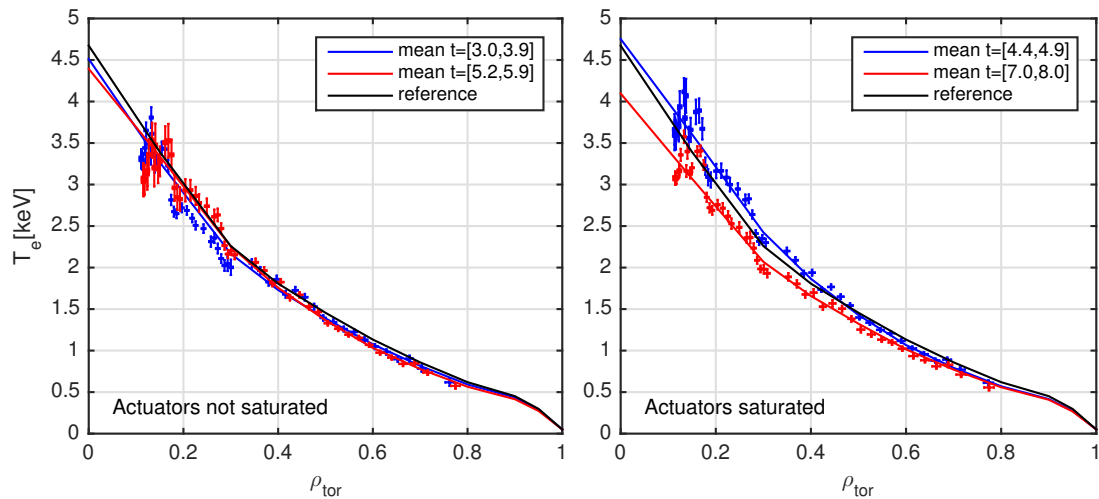 5
4.5
4
3.5
3
2.5
2
1.5
1
0.5
0
T_e[keV]
mean t=[3.0,3.9]
mean t=[5.2,5.9]
reference
Actuators not saturated
0 0.2 0.4 0.6 0.8 1
ρ_tor
5
4.5
4
3.5
3
2.5
2
1.5
1
0.5
0
mean t=[4.4,4.9]
mean t=[7.0,8.0]
reference
Actuators saturated
0 0.2 0.4 0.6 0.8 1
ρ_tor